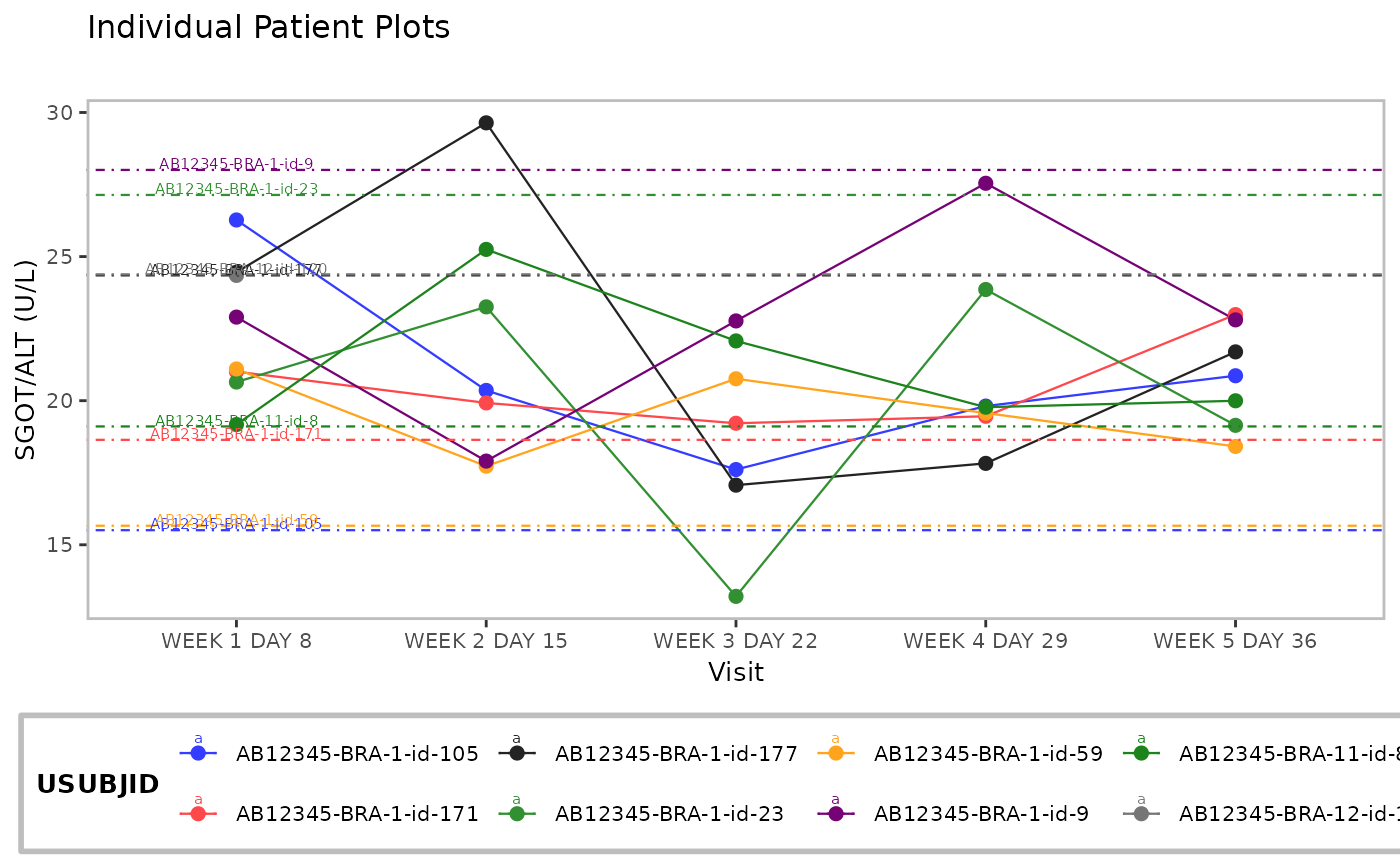 Individual Patient Plots
30
AB12345-BRA-1-id-9
AB12345-BRA-1-id-23
25
AB12345-BRA-1-id-177
SGOT/ALT (U/L)
20
AB12345-BRA-11-id-8
AB12345-BRA-1-id-171
AB12345-BRA-1-id-59
AB12345-BRA-1-id-105
15
WEEK 1 DAY 8 WEEK 2 DAY 15 WEEK 3 DAY 22 WEEK 4 DAY 29 WEEK 5 DAY 36
Visit
a a a a
AB12345-BRA-1-id-105 AB12345-BRA-1-id-177 AB12345-BRA-1-id-59 AB12345-BRA-11-id-8
USUBJID
a a a a
AB12345-BRA-1-id-171 AB12345-BRA-1-id-23 AB12345-BRA-1-id-9 AB12345-BRA-12-id-1